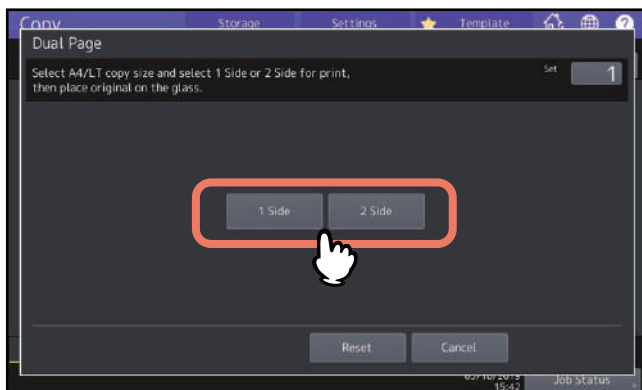 Copy Storage Settings Template
Dual Page
Select A4/LT copy size and select 1 Side or 2 Side for print,
then place original on the glass.
Set 1
1 Side 2 Side
Reset Cancel
15:42 Job Status